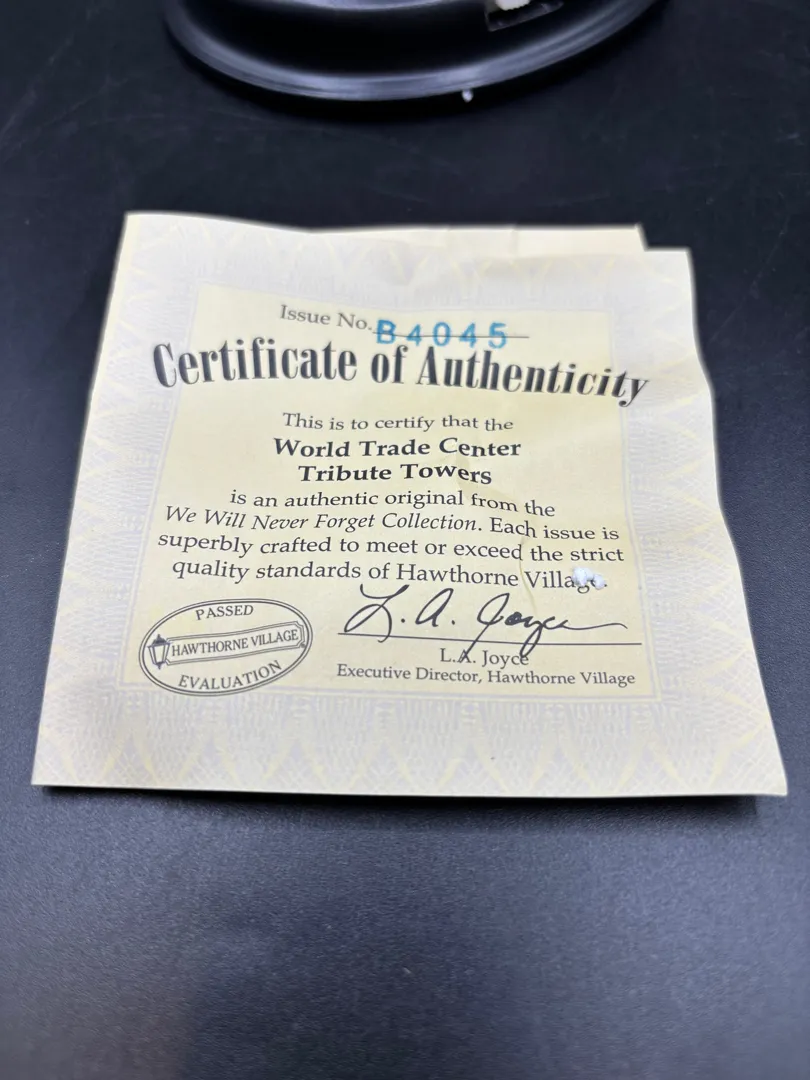 Issue No. B4045
Certificate of Authenticity
This is to certify that the
World Trade Center
Tribute Towers
is an authentic original from the
We Will Never Forget Collection. Each issue is
superbly crafted to meet or exceed the strict
quality standards of Hawthorne Village.
L.A. Joyce
L.A. Joyce
Executive Director, Hawthorne Village
PASSED
HAWTHORNE VILLAGE
EVALUATION